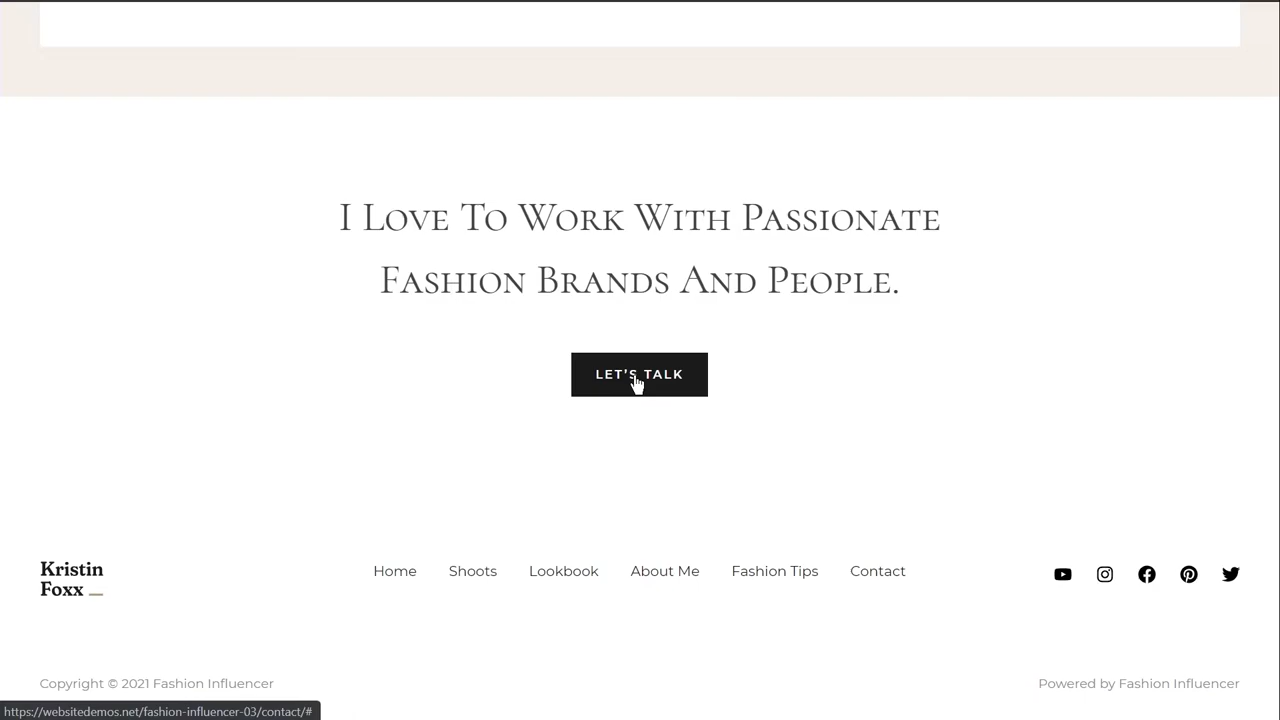 I Love To Work With Passionate
Fashion Brands And People.
LET'S TALK
Kristin
Foxx
Home Shoots Lookbook About Me Fashion Tips Contact
Copyright © 2021 Fashion Influencer
Powered by Fashion Influencer
https://websitedemos.net/fashion-influencer-03/contact/#